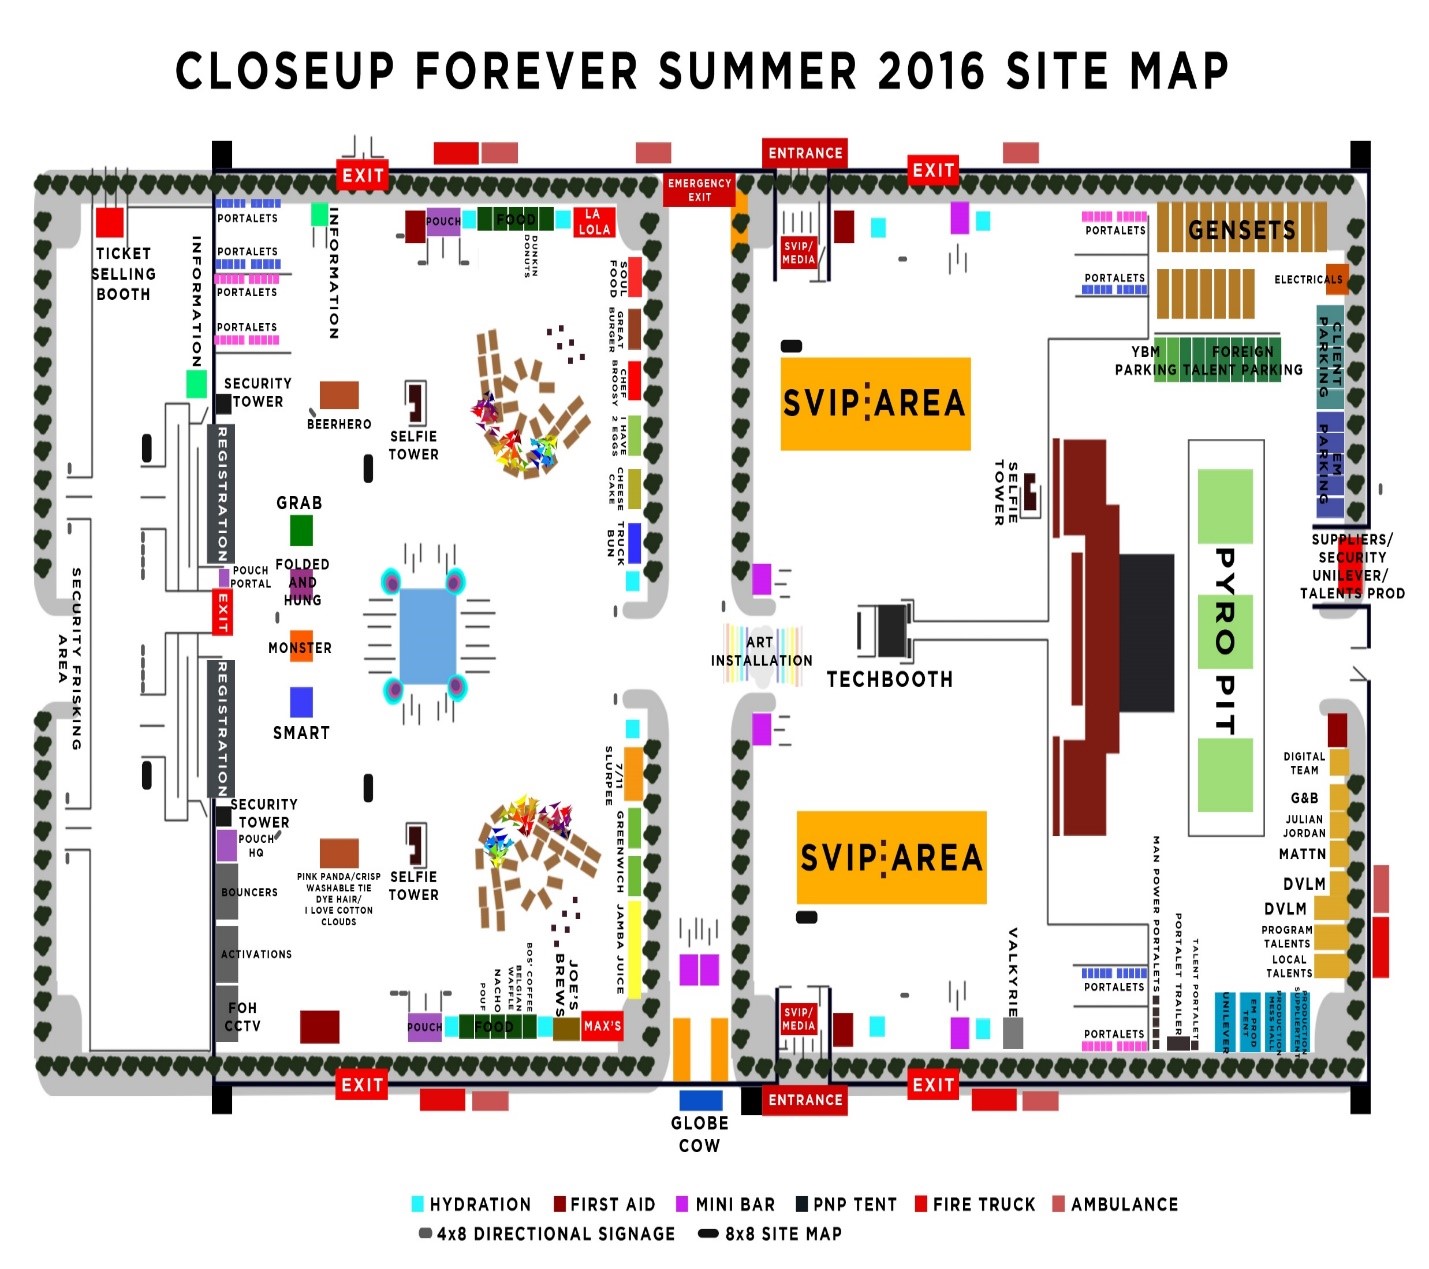 CLOSEUP FOREVER SUMMER 2016 SITE MAP
EXIT
ENTRANCE
EXIT
EMERGENCY
EXIT
TICKET
SELLING
BOOTH
INFORMATION
PORTALETS
PORTALETS
PORTALETS
PORTALETS
INFORMATION
POUCH
FOOD
DUNKIN
DONUTS
LA
LOLA
SOUL
FOOD
GREAT
BURGER
CHEF
BROOSY
I HAVE
2 EGGS
CHEESE
CAKE
TRUCK
BUN
SVIP/
MEDIA
PORTALETS
PORTALETS
GENSETS
ELECTRICALS
YBM
PARKING
FOREIGN
TALENT PARKING
CLIENT
PARKING
EM
PARKING
SECURITY
TOWER
BEERHERO
SELFIE
TOWER
SVIP AREA
SELFIE
TOWER
REGISTRATION
GRAB
POUCH
PORTAL
FOLDED
AND
HUNG
EXIT
MONSTER
SMART
SECURITY FRISKING
AREA
REGISTRATION
ART
INSTALLATION
TECHBOOTH
PYRO PIT
SUPPLIERS/
SECURITY
UNILEVER/
TALENTS PROD
SECURITY
TOWER
POUCH
HQ
BOUNCERS
ACTIVATIONS
FOH
CCTV
PINK PANDA/CRISP
WASHABLE TIE
DYE HAIR/
I LOVE COTTON
CLOUDS
SELFIE
TOWER
7/11
SLURPEE
GREENWICH
JAMBA JUICE
SVIP AREA
DIGITAL
TEAM
G&B
JULIAN
JORDAN
MATTN
DVLM
DVLM
PROGRAM
TALENTS
LOCAL
TALENTS
POUCH
FOOD
POUF
NACHO
BELGIAN
WAFFLE
BOS' COFFEE
JOE'S
BREWS
MAX'S
SVIP/
MEDIA
VALKYRIE
PORTALETS
PORTALETS
MAN POWER PORTALETS
PORTALET TRAILER
TALENT PORTALET
UNILEVER
EM PROD
TENT
PRODUCTION
MESS HALL
PRODUCTION
SUPPLIERTENT
EXIT
ENTRANCE
EXIT
GLOBE
COW
HYDRATION
FIRST AID
MINI BAR
PNP TENT
FIRE TRUCK
AMBULANCE
4x8 DIRECTIONAL SIGNAGE
8x8 SITE MAP